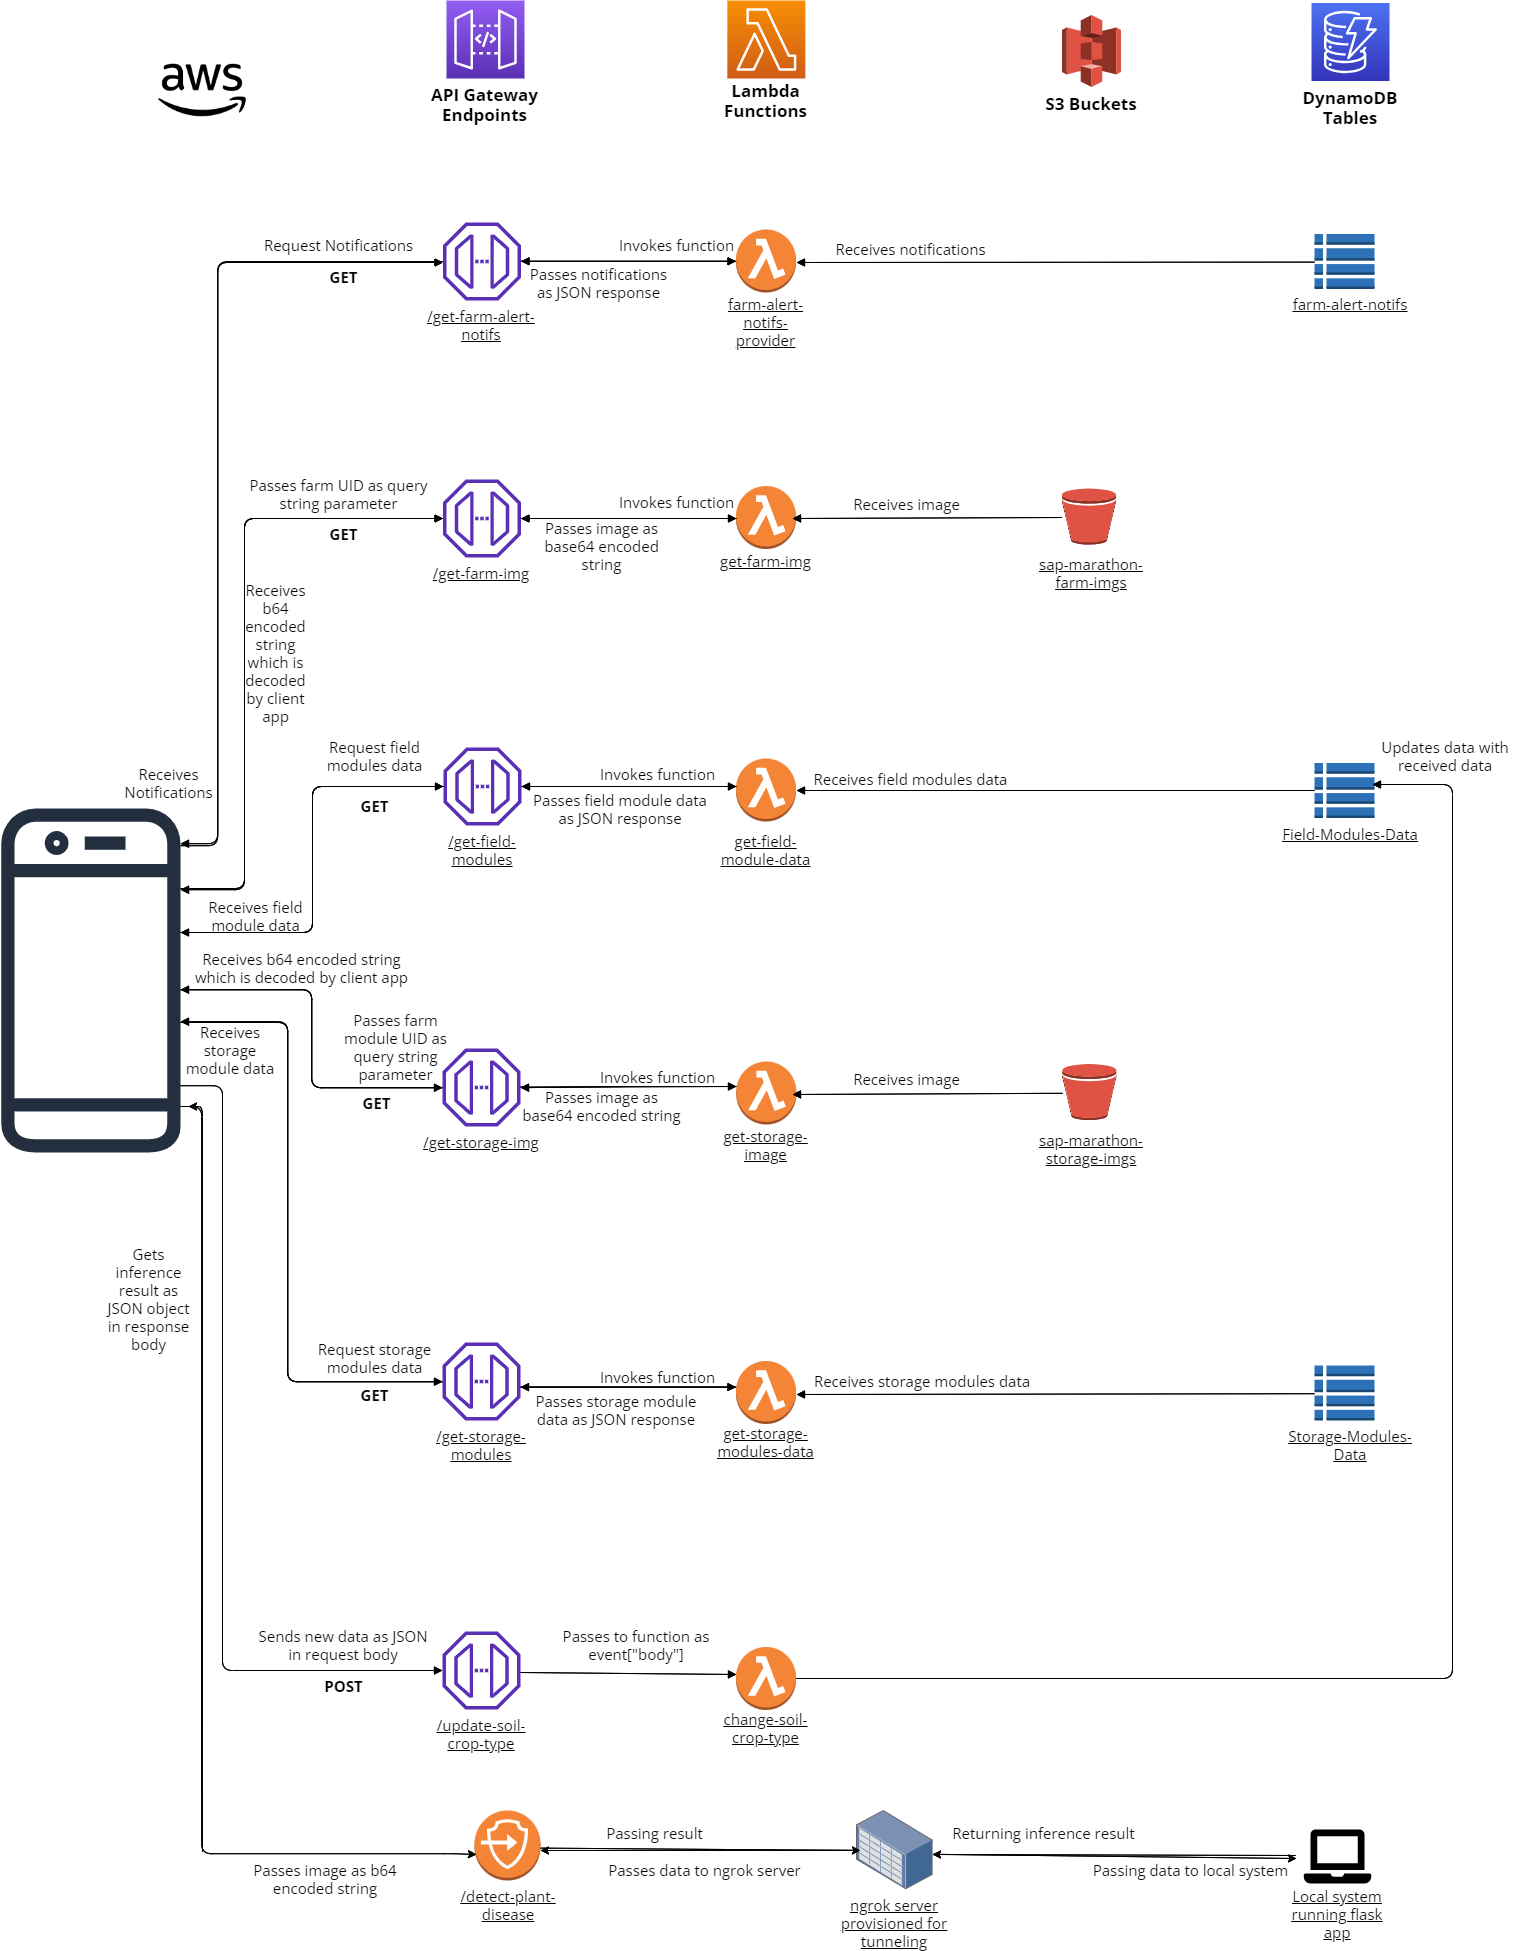 aws
API Gateway
Endpoints
Lambda
Functions
S3 Buckets
DynamoDB
Tables
Request Notifications
GET
/get-farm-alert-
notifs
Invokes function
Passes notifications
as JSON response
farm-alert-
notifs-
provider
Receives notifications
farm-alert-notifs
Passes farm UID as query
string parameter
GET
/get-farm-img
Invokes function
Passes image as
base64 encoded
string
get-farm-img
Receives image
sap-marathon-
farm-imgs
Receives
b64
encoded
string
which is
decoded
by client
app
Receives
Notifications
Request field
modules data
GET
/get-field-
modules
Invokes function
Passes field module data
as JSON response
get-field-
module-data
Receives field modules data
Field-Modules-Data
Updates data with
received data
Receives field
module data
Receives b64 encoded string
which is decoded by client app
Receives
storage
module data
Passes farm
module UID as
query string
parameter
GET
/get-storage-img
Invokes function
Passes image as
base64 encoded string
get-storage-
image
Receives image
sap-marathon-
storage-imgs
Gets
inference
result as
JSON object
in response
body
Request storage
modules data
GET
/get-storage-
modules
Invokes function
Passes storage module
data as JSON response
get-storage-
modules-data
Receives storage modules data
Storage-Modules-
Data
Sends new data as JSON
in request body
POST
/update-soil-
crop-type
Passes to function as
event["body"]
change-soil-
crop-type
Passes image as b64
encoded string
/detect-plant-
disease
Passing result
Passes data to ngrok server
ngrok server
provisioned for
tunneling
Returning inference result
Passing data to local system
Local system
running flask
app